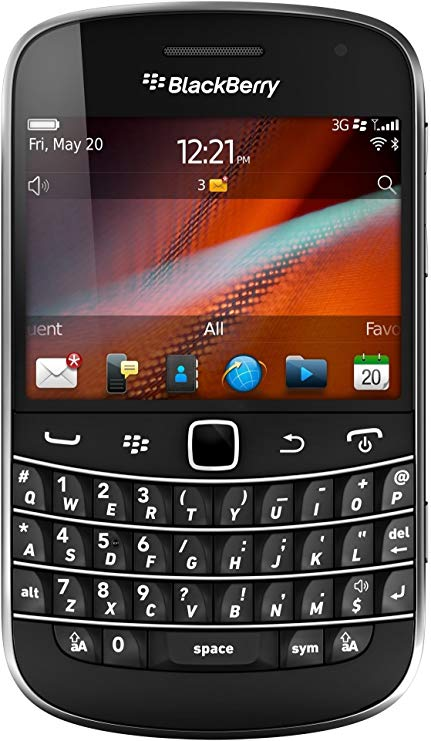 BlackBerry
3G
Fri, May 20
12:21 PM
3
uent All Favo
20
# Q 1 W 2 E 3 R ( T ) Y _ U - I + O @ P
* A 4 S 5 D 6 F / G : H ; J ' K " L del
alt 7 Z 8 X 9 C ? V ! B , N . M $
aA 0 space sym aA